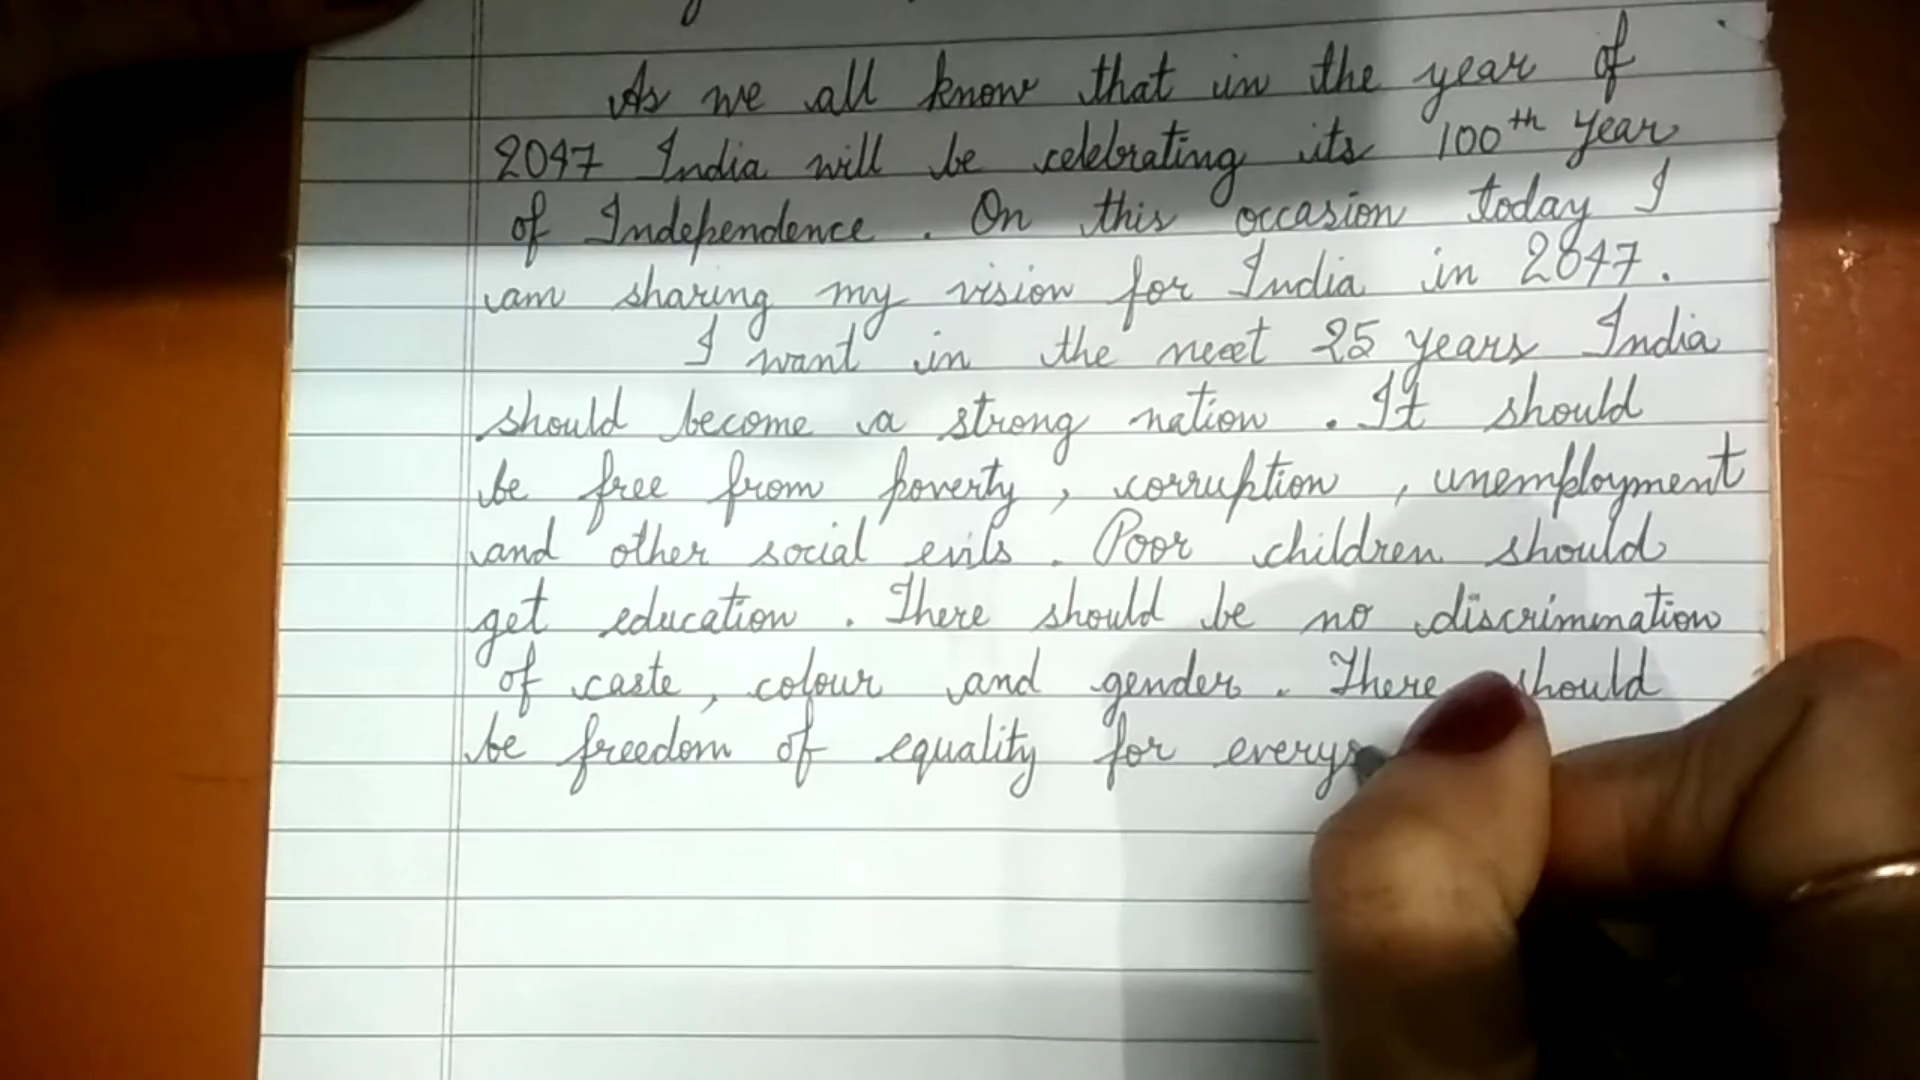 As we all know that in the year of
2047 India will be celebrating its 100th year
of Independence. On this occasion today I
am sharing my vision for India in 2047.
I want in the next 25 years India
should become a strong nation. It should
be free from poverty, corruption, unemployment
and other social evils. Poor children should
get education. There should be no discrimination
of caste, colour and gender. There should
be freedom of equality for every